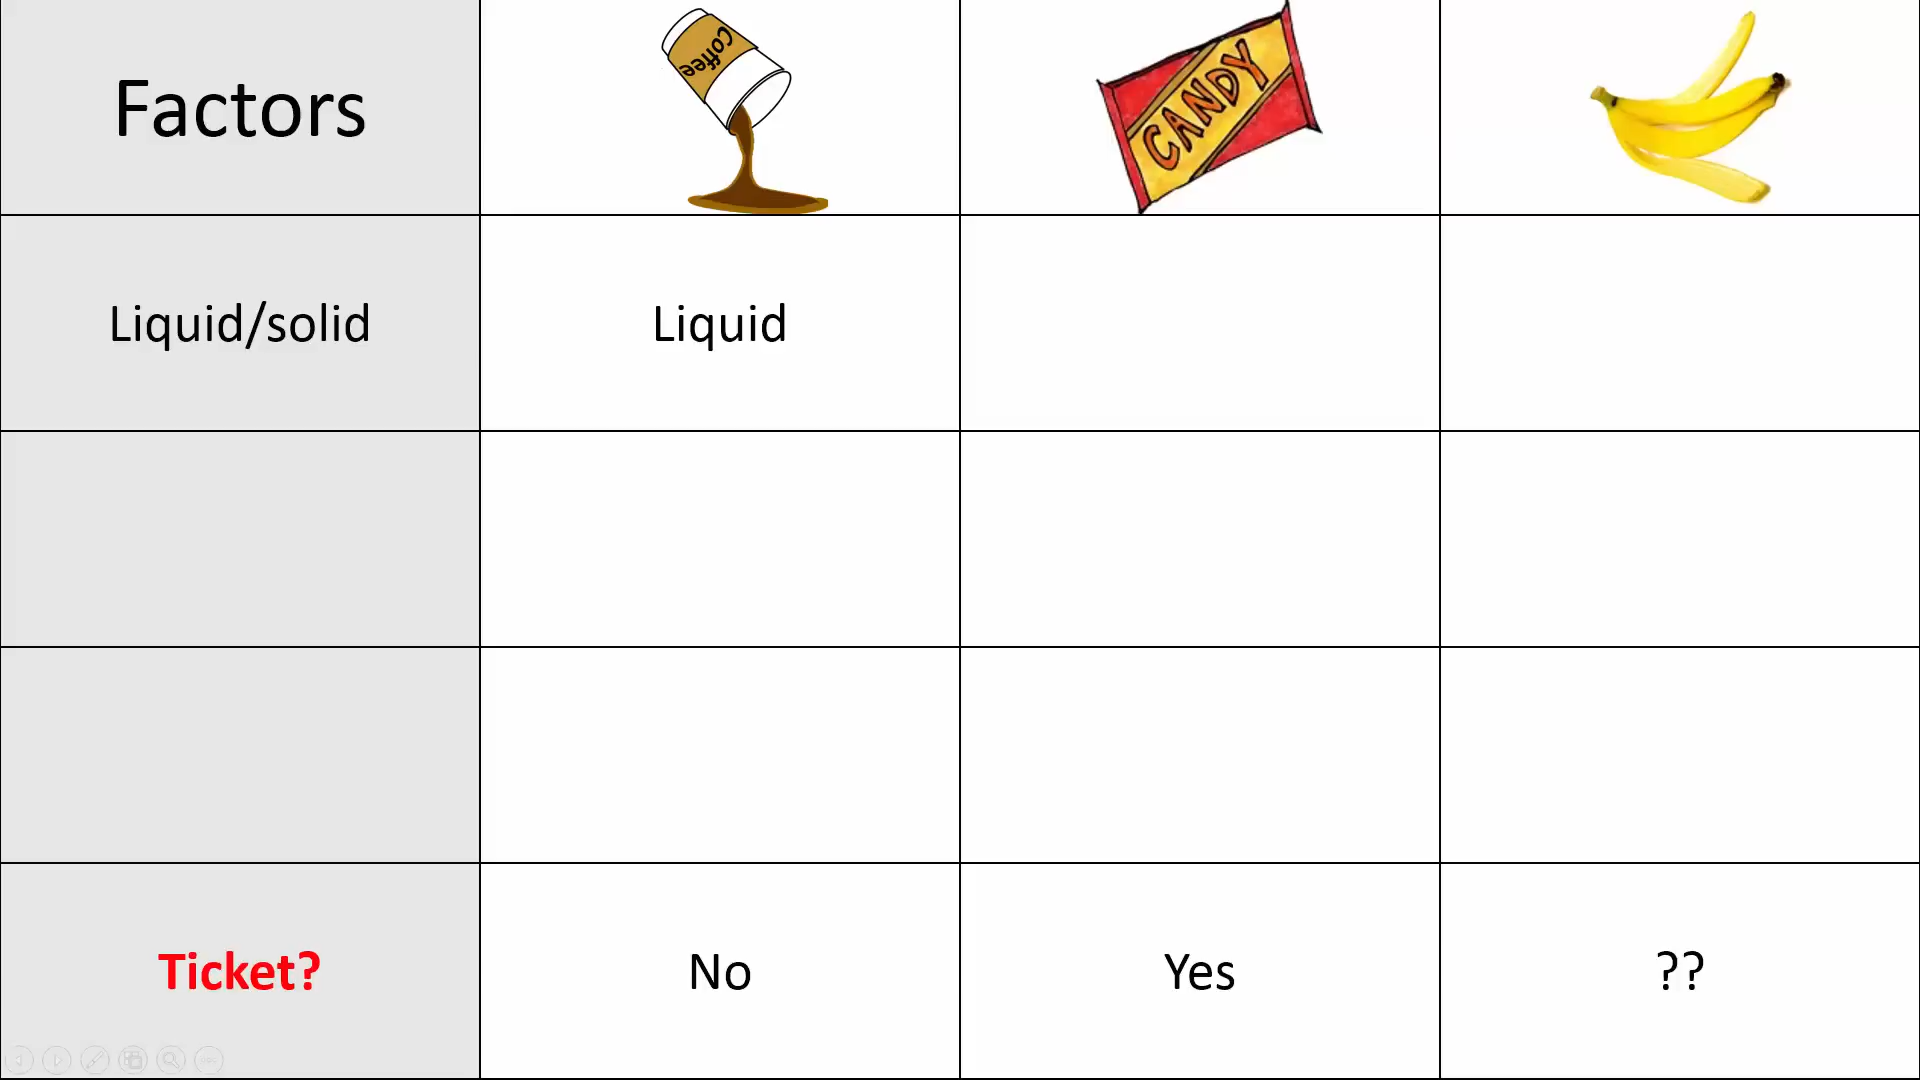 Factors
Coffee
CANDY
Liquid/solid
Liquid
Ticket?
No
Yes
??